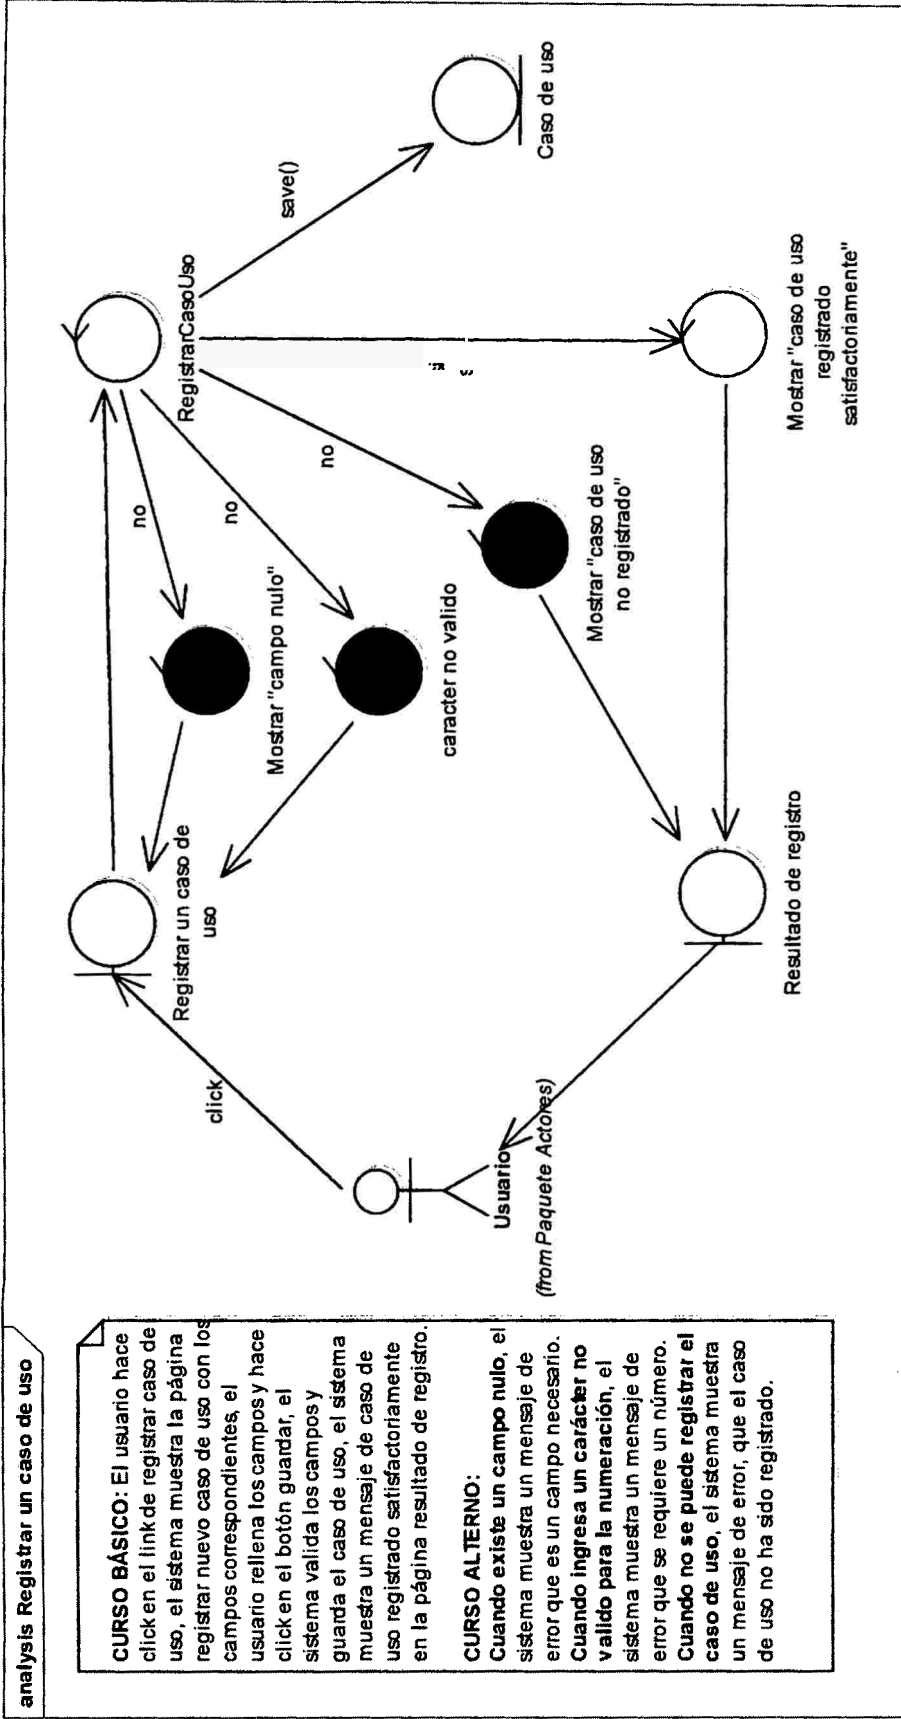 analysis Registrar un caso de uso
CURSO BÁSICO: El usuario hace
click en el link de registrar caso de
uso, el sistema muestra la página
registrar nuevo caso de uso con los
campos correspondientes, el
usuario rellena los campos y hace
click en el botón guardar, el
sistema valida los campos y
guarda el caso de uso, el sistema
muestra un mensaje de caso de
uso registrado satisfactoriamente
en la página resultado de registro.
CURSO ALTERNO:
Cuando existe un campo nulo, el
sistema muestra un mensaje de
error que es un campo necesario.
Cuando ingresa un carácter no
valido para la numeración, el
sistema muestra un mensaje de
error que se requiere un número.
Cuando no se puede registrar el
caso de uso, el sistema muestra
un mensaje de error, que el caso
de uso no ha sido registrado.
Usuario
(from Paquete Actores)
click
Registrar un caso de
uso
Mostrar "campo nulo"
no
caracter no valido
no
RegistrarCasoUso
save()
Caso de uso
no
Mostrar "caso de uso
no registrado"
Mostrar "caso de uso
registrado
satisfactoriamente"
Resultado de registro